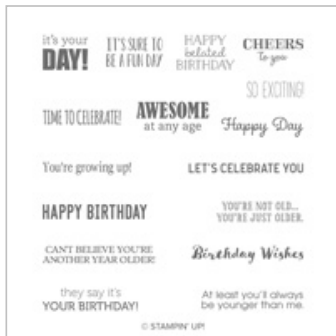 it's your
DAY!
IT'S SURE TO
BE A FUN DAY
HAPPY
belated
BIRTHDAY
CHEERS
to you
SO EXCITING!
TIME TO CELEBRATE!
AWESOME
at any age
Happy Day
You're growing up!
LET'S CELEBRATE YOU
HAPPY BIRTHDAY
YOU'RE NOT OLD...
YOU'RE JUST OLDER.
CAN'T BELIEVE YOU'RE
ANOTHER YEAR OLDER!
Birthday Wishes
they say it's
YOUR BIRTHDAY!
At least you'll always
be younger than me.
© STAMPIN' UP!